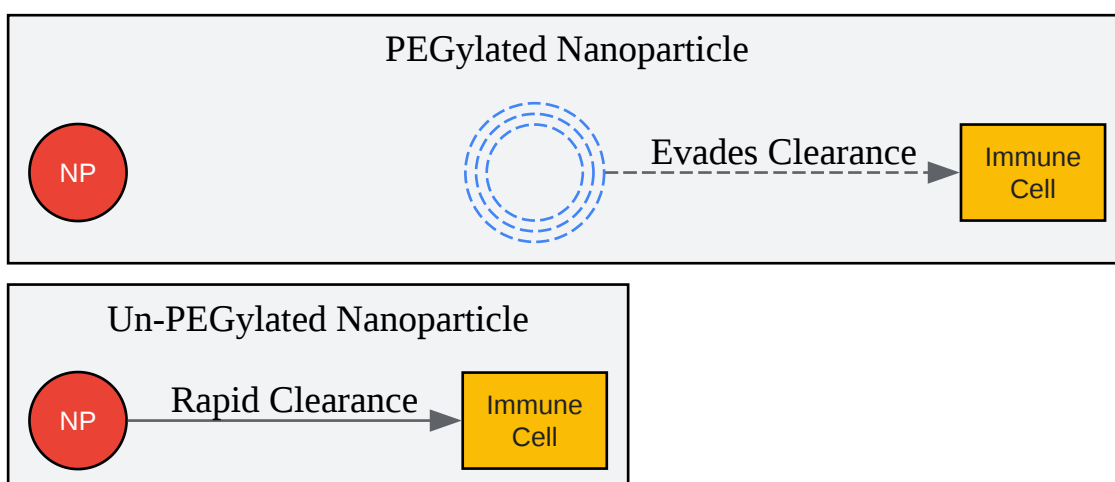 PEGylated Nanoparticle
NP
Evades Clearance
Immune
Cell
Un-PEGylated Nanoparticle
NP
Rapid Clearance
Immune
Cell